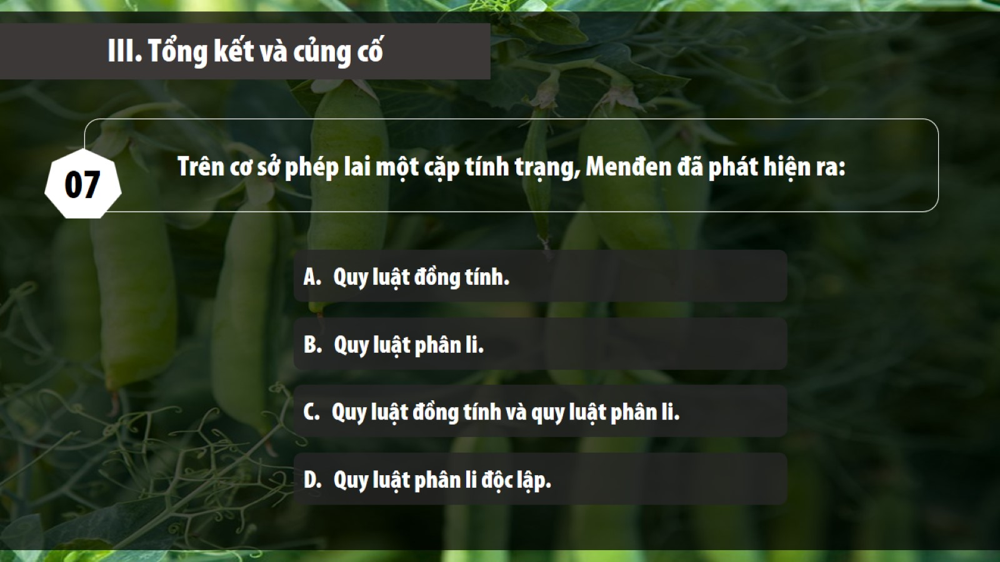 III. Tổng kết và củng cố
07
Trên cơ sở phép lai một cặp tính trạng, Menđen đã phát hiện ra:
A. Quy luật đồng tính.
B. Quy luật phân li.
C. Quy luật đồng tính và quy luật phân li.
D. Quy luật phân li độc lập.